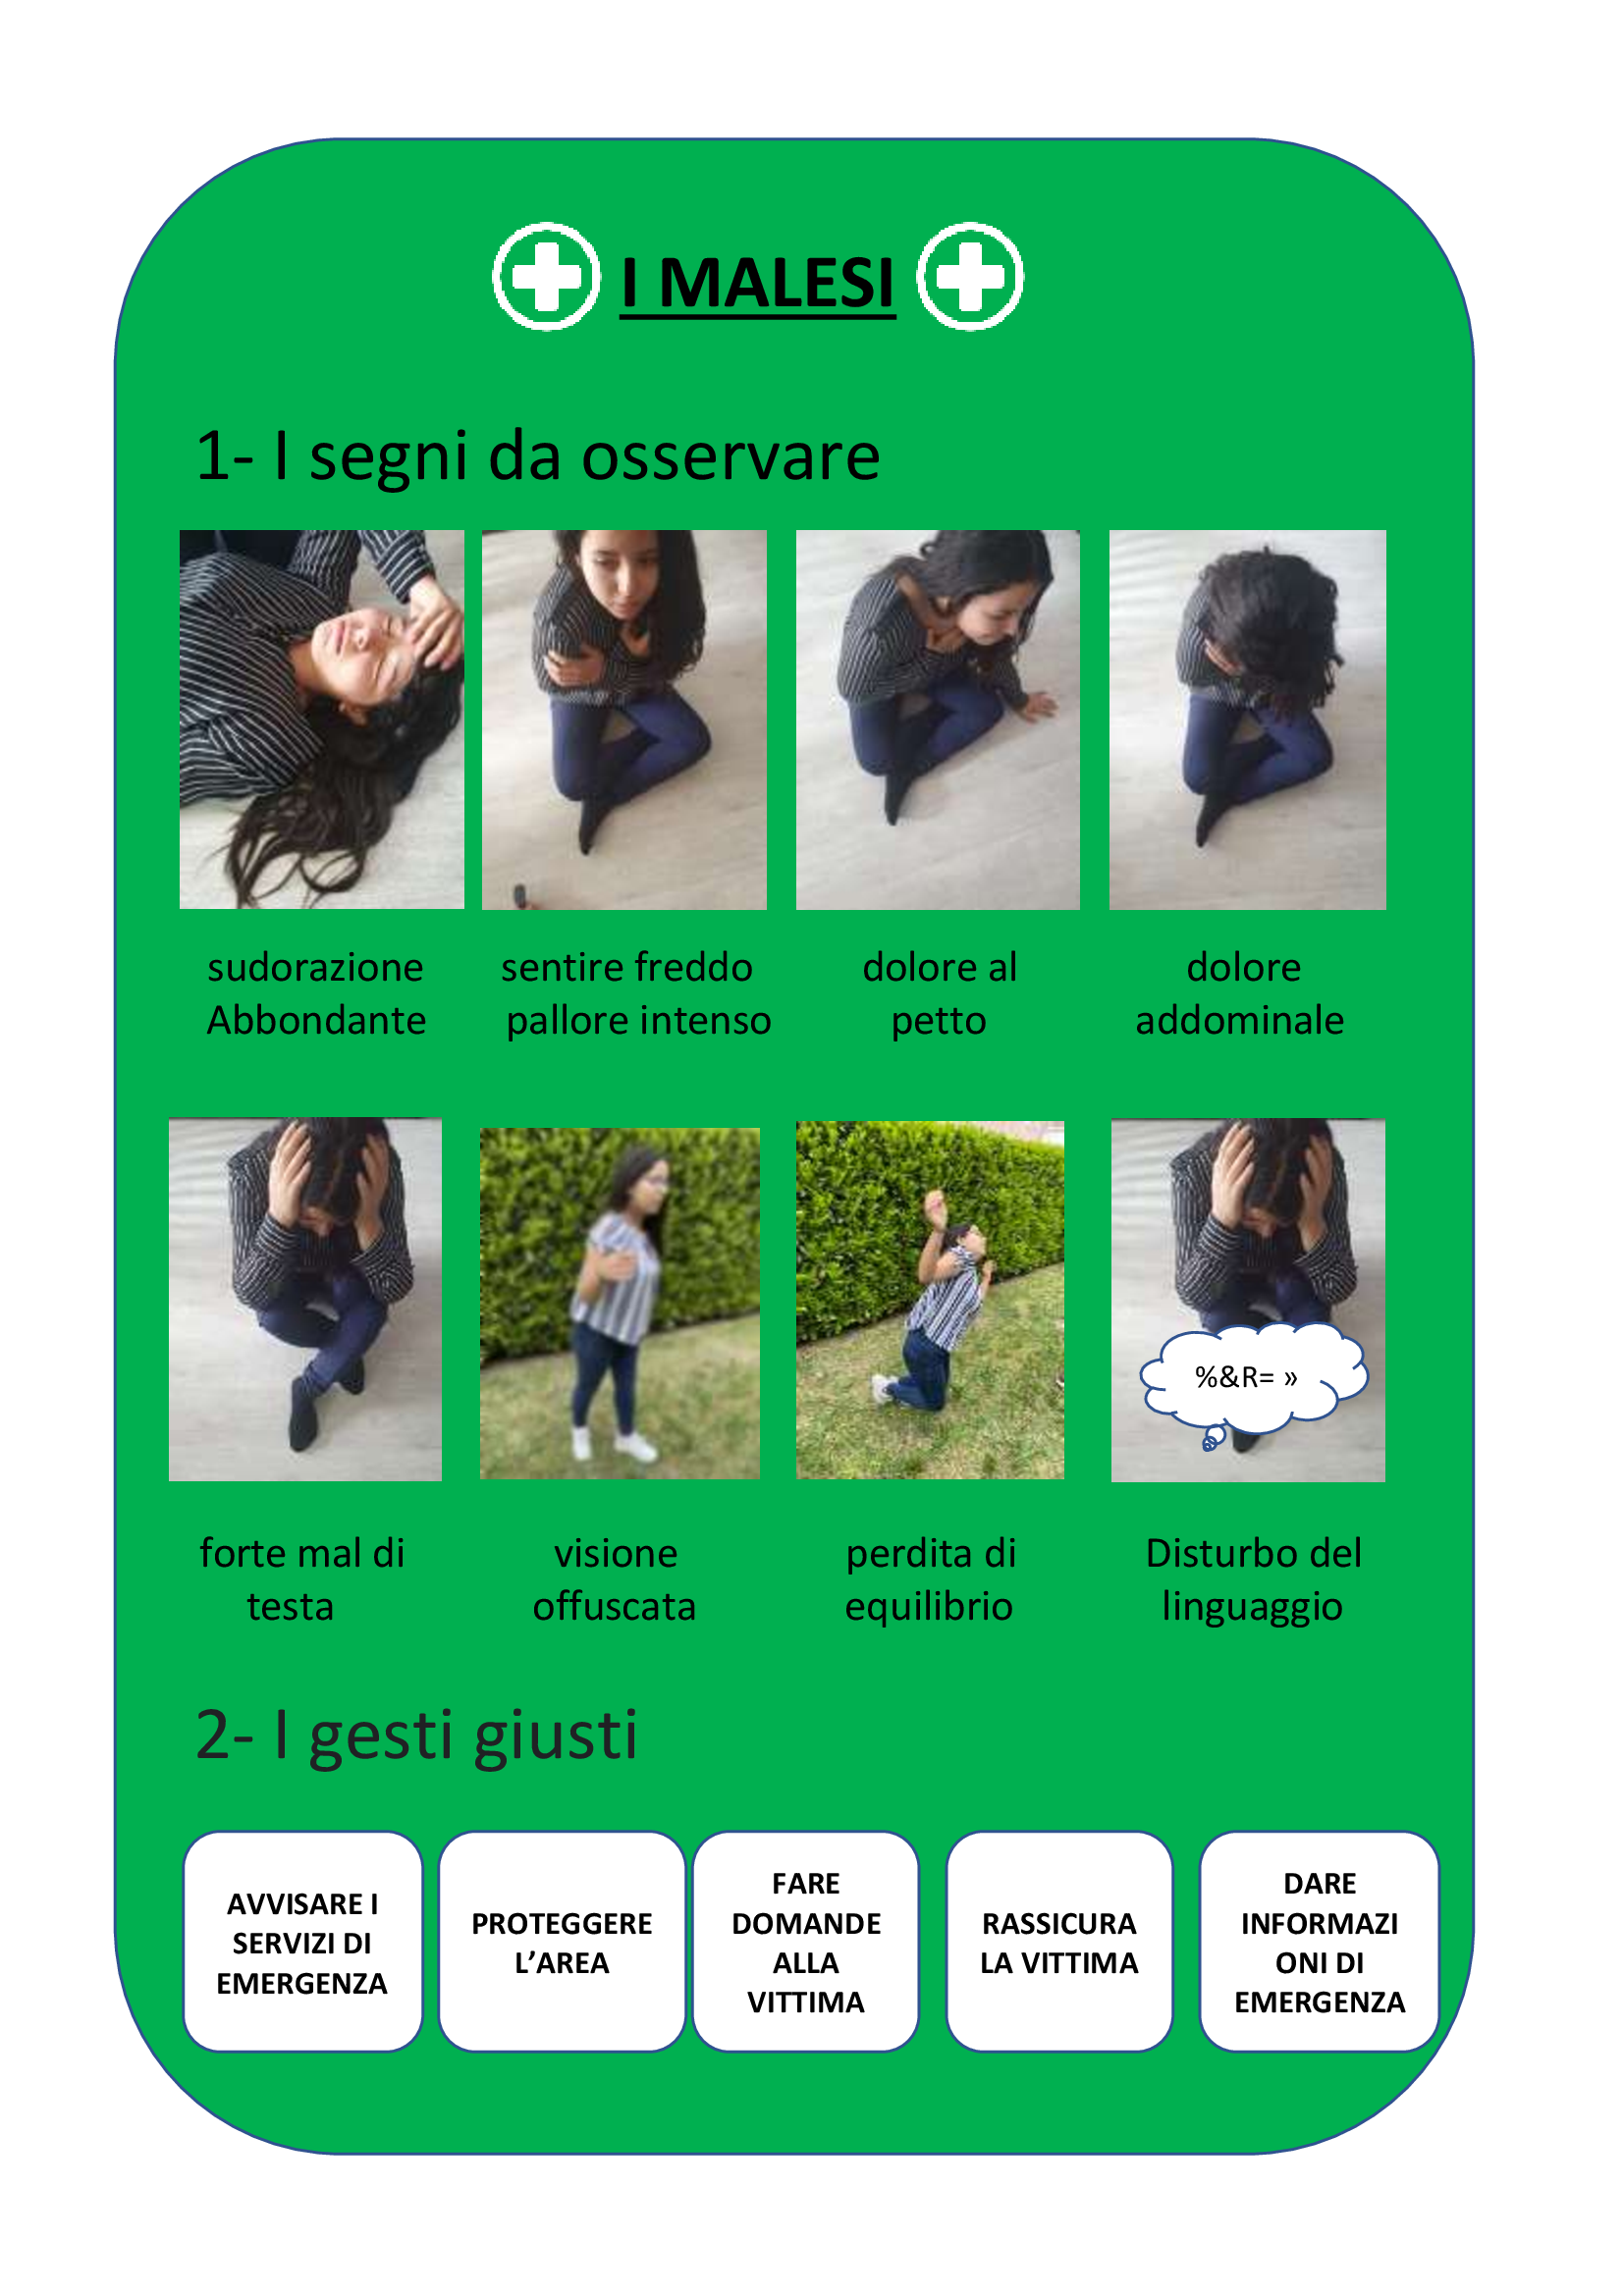 I MALESI
1- I segni da osservare
sudorazione
Abbondante
sentire freddo
pallore intenso
dolore al
petto
dolore
addominale
%&R= »
forte mal di
testa
visione
offuscata
perdita di
equilibrio
Disturbo del
linguaggio
2- I gesti giusti
AVVISARE I
SERVIZI DI
EMERGENZA
PROTEGGERE
L’AREA
FARE
DOMANDE
ALLA
VITTIMA
RASSICURA
LA VITTIMA
DARE
INFORMAZI
ONI DI
EMERGENZA